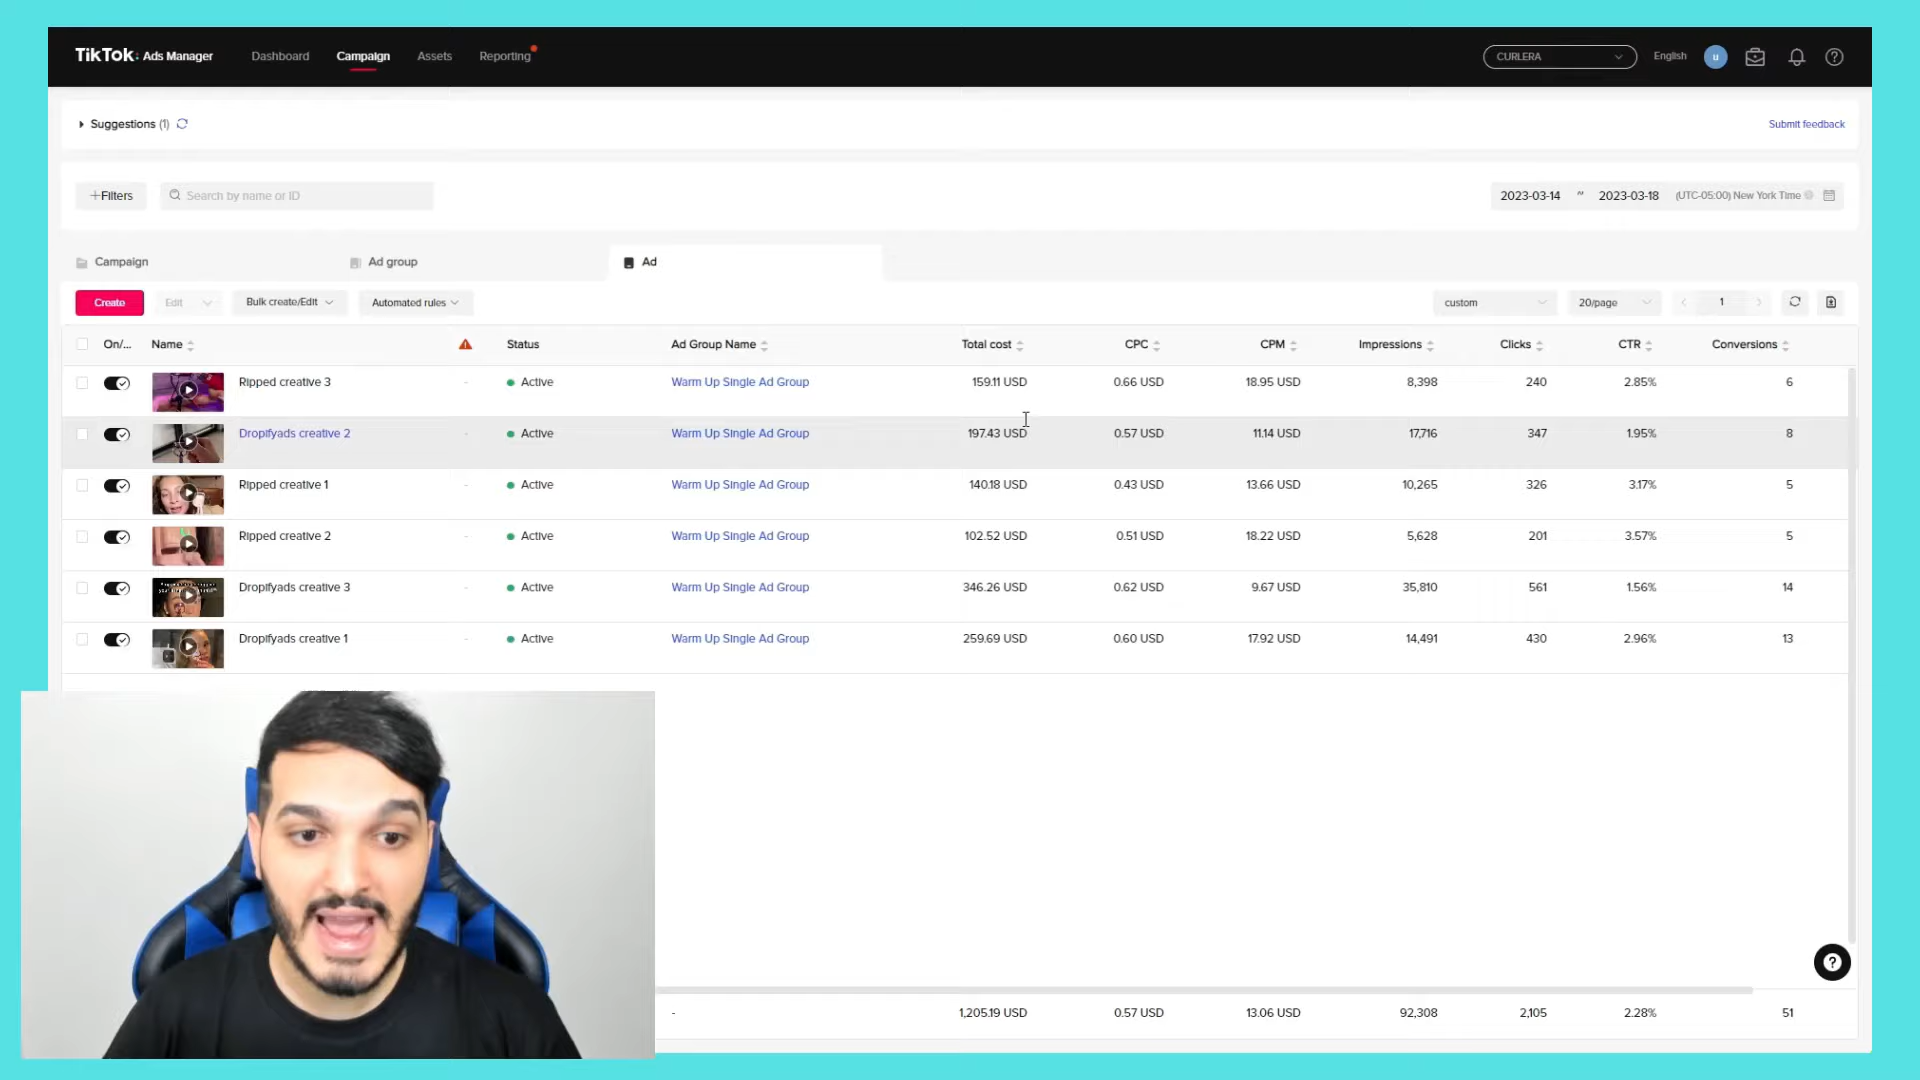 TikTok: Ads Manager Dashboard Campaign Assets Reporting CURLERA English u
Suggestions (1) Submit feedback
+Filters Search by name or ID 2023-03-14 ~ 2023-03-18 (UTC-05:00) New York Time
Campaign Ad group Ad
Create Edit Bulk create/Edit Automated rules custom 20/page 1
On/... Name Status Ad Group Name Total cost CPC CPM Impressions Clicks CTR Conversions
Ripped creative 3 - Active Warm Up Single Ad Group 159.11 USD 0.66 USD 18.95 USD 8,398 240 2.85% 6
Dropifyads creative 2 - Active Warm Up Single Ad Group 197.43 USD 0.57 USD 11.14 USD 17,716 347 1.95% 8
Ripped creative 1 - Active Warm Up Single Ad Group 140.18 USD 0.43 USD 13.66 USD 10,265 326 3.17% 5
Ripped creative 2 - Active Warm Up Single Ad Group 102.52 USD 0.51 USD 18.22 USD 5,628 201 3.57% 5
Dropifyads creative 3 - Active Warm Up Single Ad Group 346.26 USD 0.62 USD 9.67 USD 35,810 561 1.56% 14
Dropifyads creative 1 - Active Warm Up Single Ad Group 259.69 USD 0.60 USD 17.92 USD 14,491 430 2.96% 13
- 1,205.19 USD 0.57 USD 13.06 USD 92,308 2,105 2.28% 51